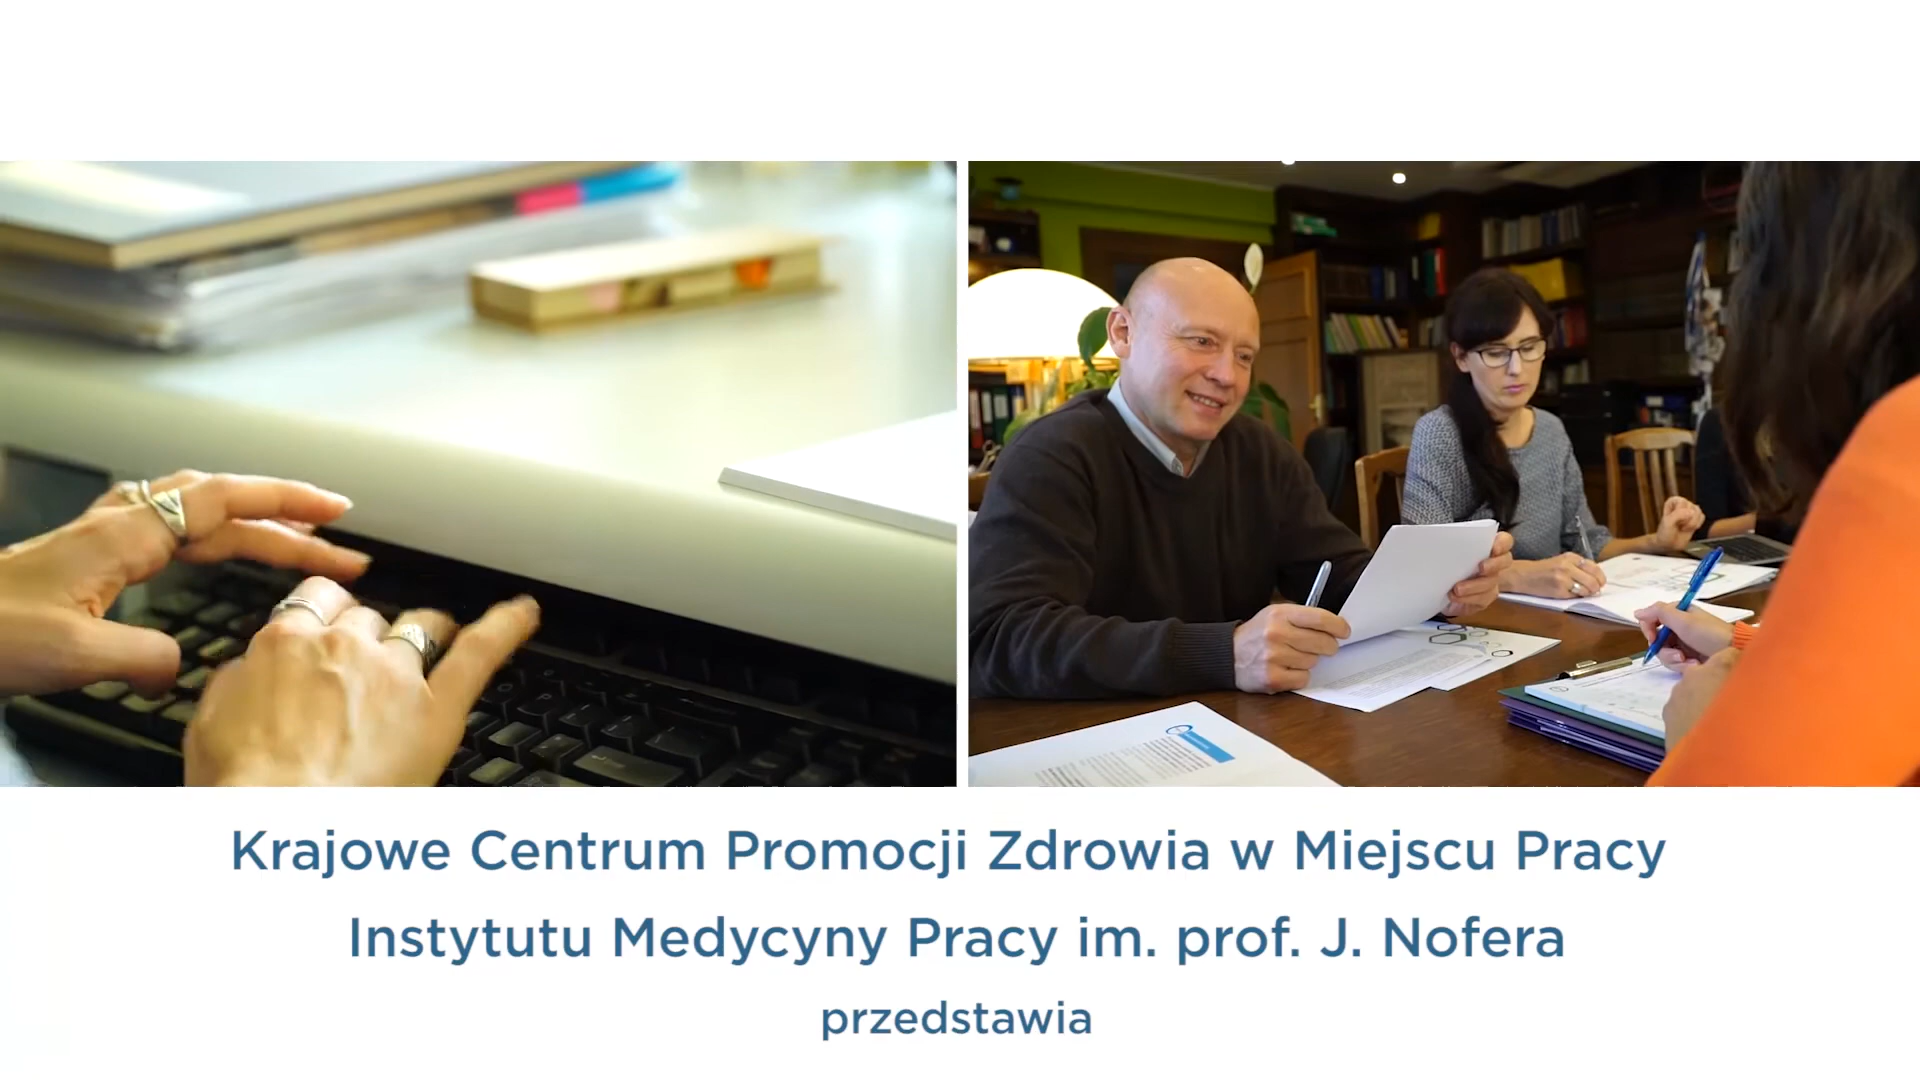 Krajowe Centrum Promocji Zdrowia w Miejscu Pracy
Instytutu Medycyny Pracy im. prof. J. Nofera
przedstawia